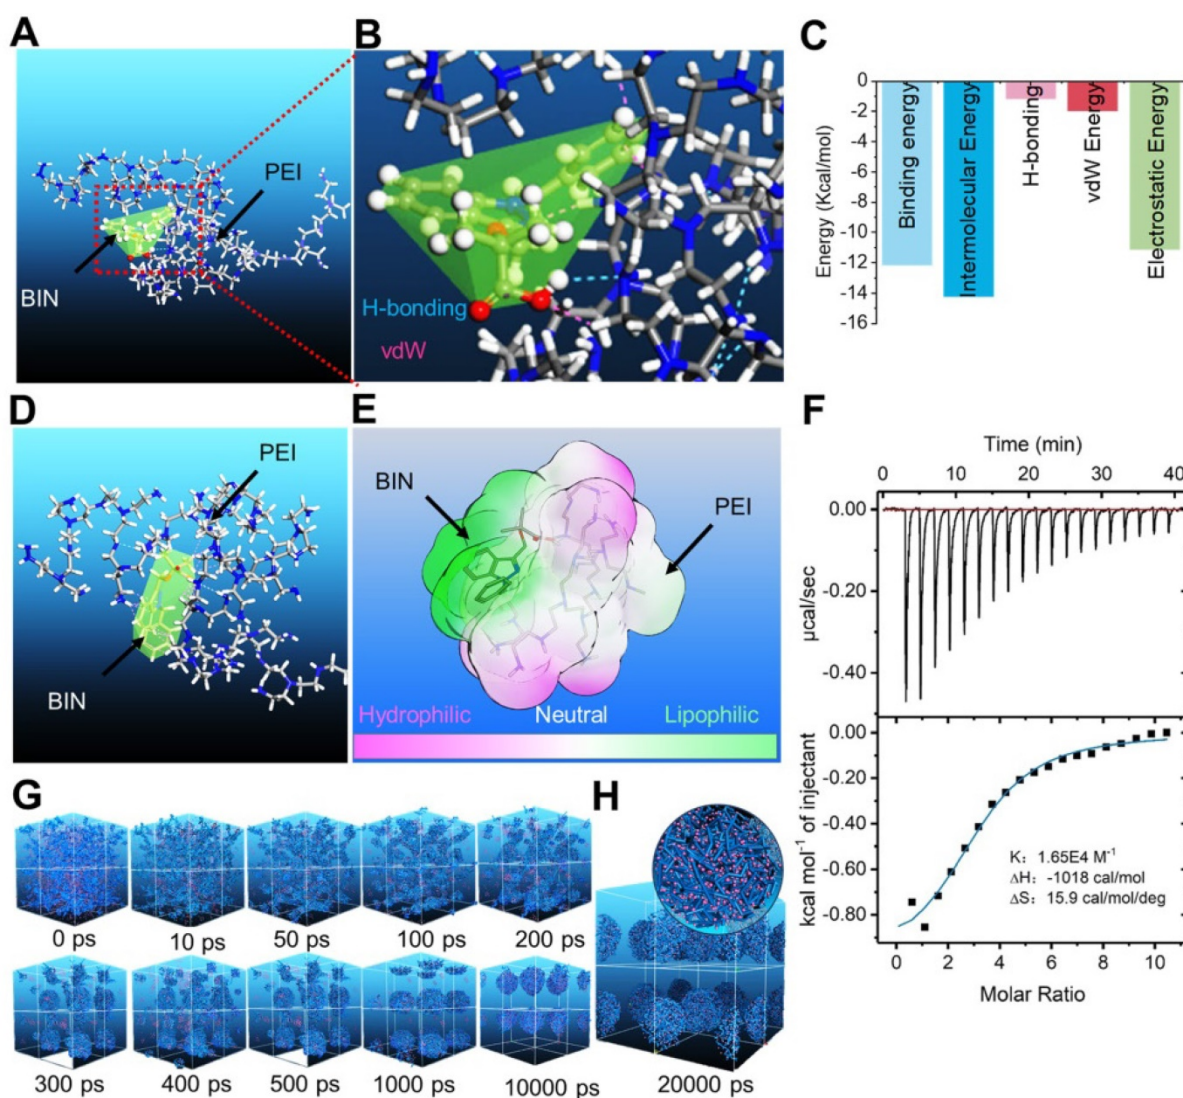 A
PEI
BIN
B
H-bonding
vdW
C
0
-2
-4
-6
-8
-10
-12
-14
-16
Energy (Kcal/mol)
Binding energy
Intermolecular Energy
H-bonding
vdW Energy
Electrostatic Energy
D
PEI
BIN
E
BIN
PEI
Hydrophilic Neutral Lipophilic
F
Time (min)
0 10 20 30 40
0.00
-0.20
-0.40
µcal/sec
0.00
-0.20
-0.40
-0.60
-0.80
kcal mol⁻¹ of injectant
K: 1.65E4 M⁻¹
ΔH: -1018 cal/mol
ΔS: 15.9 cal/mol/deg
0 2 4 6 8 10
Molar Ratio
G
0 ps 10 ps 50 ps 100 ps 200 ps
300 ps 400 ps 500 ps 1000 ps 10000 ps
H
20000 ps